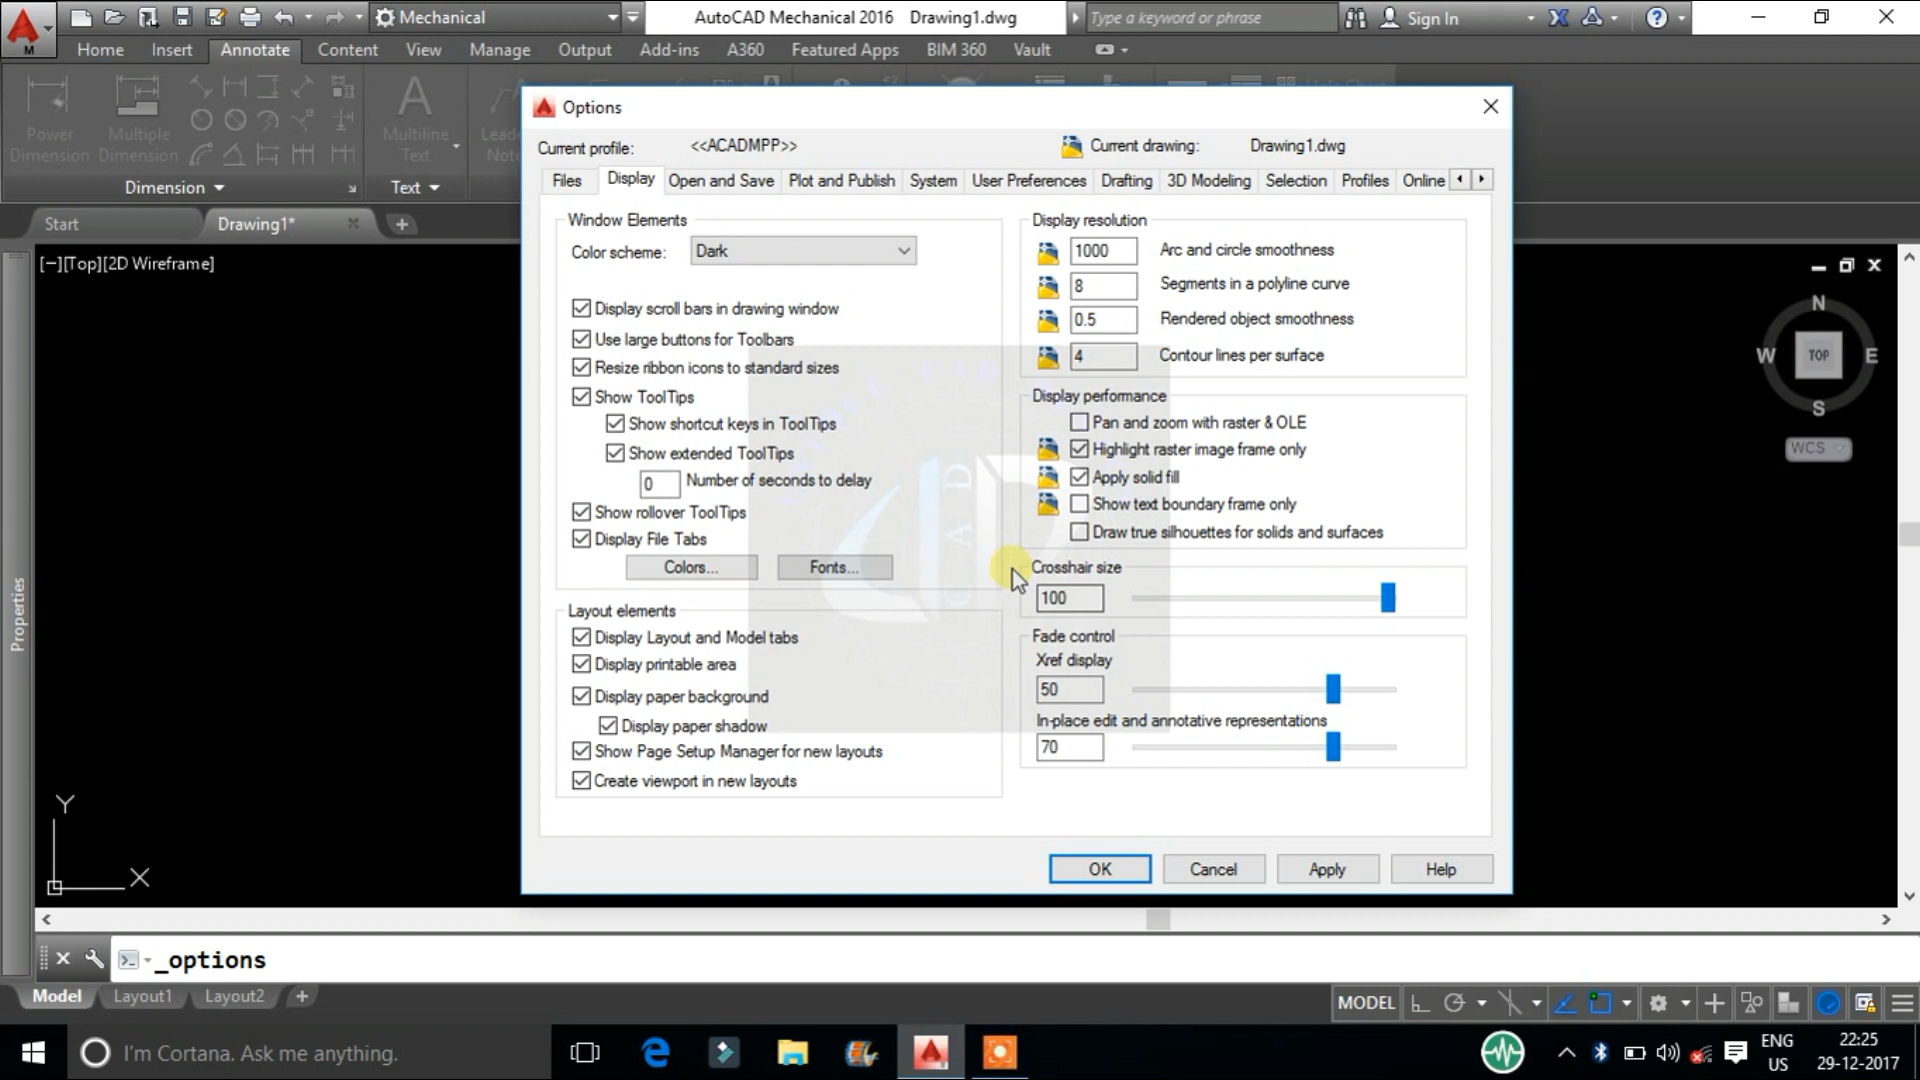 Mechanical
AutoCAD Mechanical 2016 Drawing1.dwg
Type a keyword or phrase
Sign In
M
Home Insert Annotate Content View Manage Output Add-ins A360 Featured Apps BIM 360 Vault
Power Dimension
Multiple Dimension
Multiline Text
Dimension
Text
Options
Current profile: <<ACADMPP>> Current drawing: Drawing1.dwg
Files Display Open and Save Plot and Publish System User Preferences Drafting 3D Modeling Selection Profiles Online
Start Drawing1*
[−][Top][2D Wireframe]
Window Elements
Color scheme: Dark
Display scroll bars in drawing window
Use large buttons for Toolbars
Resize ribbon icons to standard sizes
Show ToolTips
Show shortcut keys in ToolTips
Show extended ToolTips
0 Number of seconds to delay
Show rollover ToolTips
Display File Tabs
Colors... Fonts...
Layout elements
Display Layout and Model tabs
Display printable area
Display paper background
Display paper shadow
Show Page Setup Manager for new layouts
Create viewport in new layouts
Display resolution
1000 Arc and circle smoothness
8 Segments in a polyline curve
0.5 Rendered object smoothness
4 Contour lines per surface
Display performance
Pan and zoom with raster & OLE
Highlight raster image frame only
Apply solid fill
Show text boundary frame only
Draw true silhouettes for solids and surfaces
Crosshair size
100
Fade control
Xref display
50
In-place edit and annotative representations
70
OK Cancel Apply Help
N
W TOP E
S
WCS
Properties
Y
X
_options
Model Layout1 Layout2
MODEL
I'm Cortana. Ask me anything.
ENG
US
22:25
29-12-2017